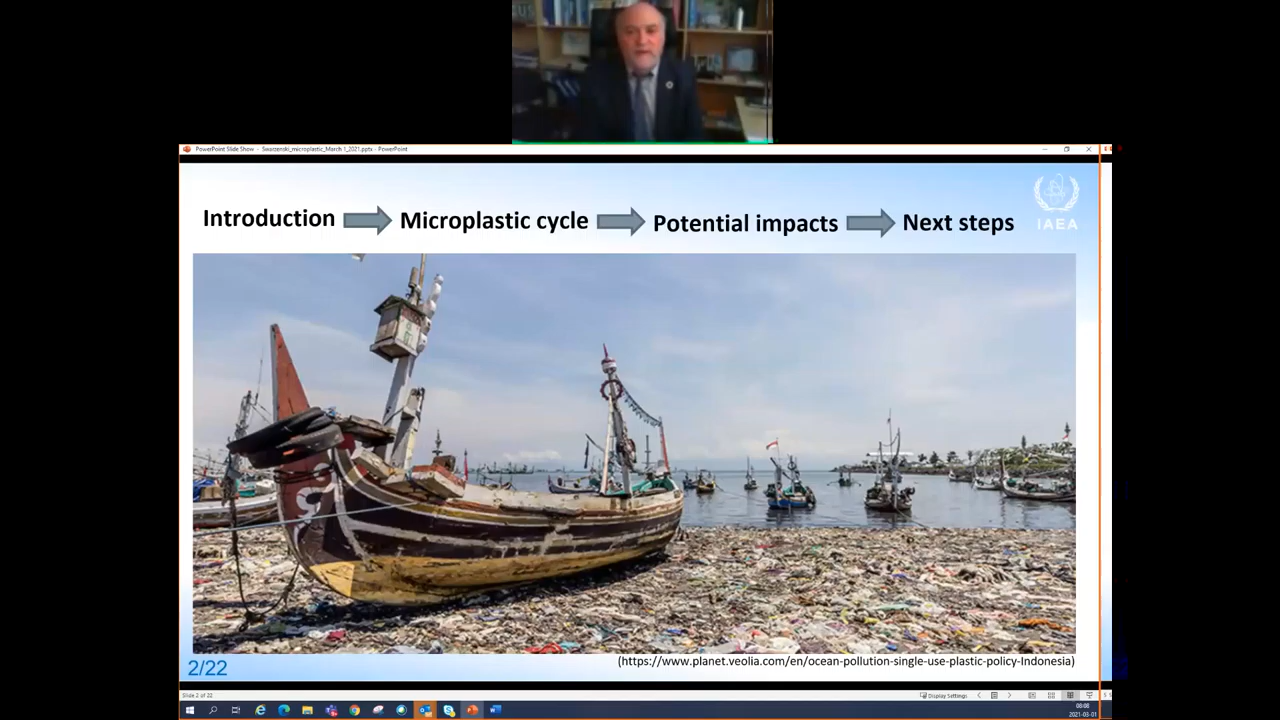 PowerPoint Slide Show - Swarzenski_microplastic_March 1_2021.pptx - PowerPoint
Introduction Microplastic cycle Potential impacts Next steps
IAEA
(https://www.planet.veolia.com/en/ocean-pollution-single-use-plastic-policy-Indonesia)
2/22
Slide 2 of 22
Display Settings
08:08
2021-03-01